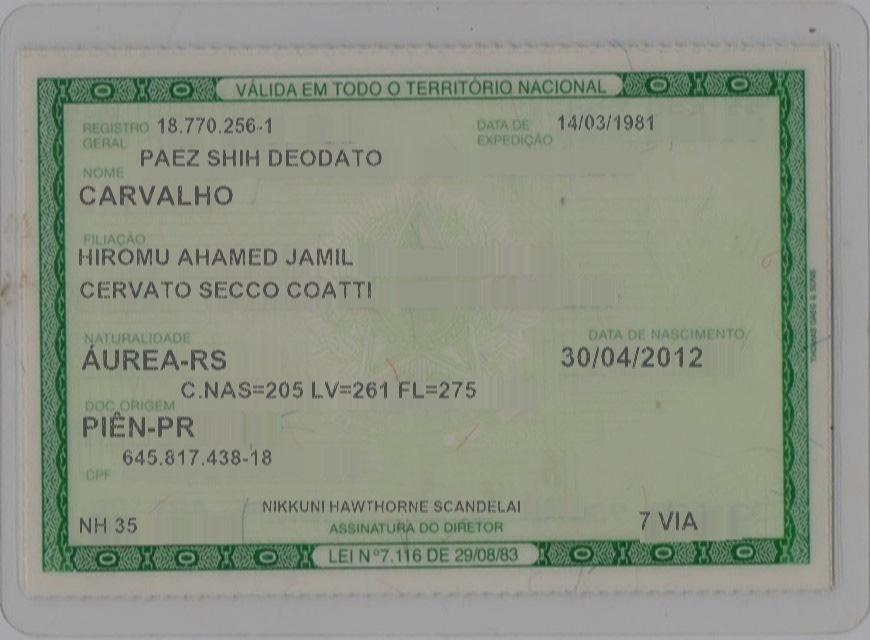 VÁLIDA EM TODO O TERRITÓRIO NACIONAL
REGISTRO GERAL 18.770.256-1 DATA DE EXPEDIÇÃO 14/03/1981
NOME PAEZ SHIH DEODATO
CARVALHO
FILIAÇÃO
HIROMU AHAMED JAMIL
CERVATO SECCO COATTI
NATURALIDADE DATA DE NASCIMENTO
ÁUREA-RS 30/04/2012
C.NAS=205 LV=261 FL=275
DOC.ORIGEM
PIÊN-PR
645.817.438-18
CPF
NIKKUNI HAWTHORNE SCANDELAI
NH 35 ASSINATURA DO DIRETOR 7 VIA
LEI Nº7.116 DE 29/08/83
THOMAS GREG & SONS